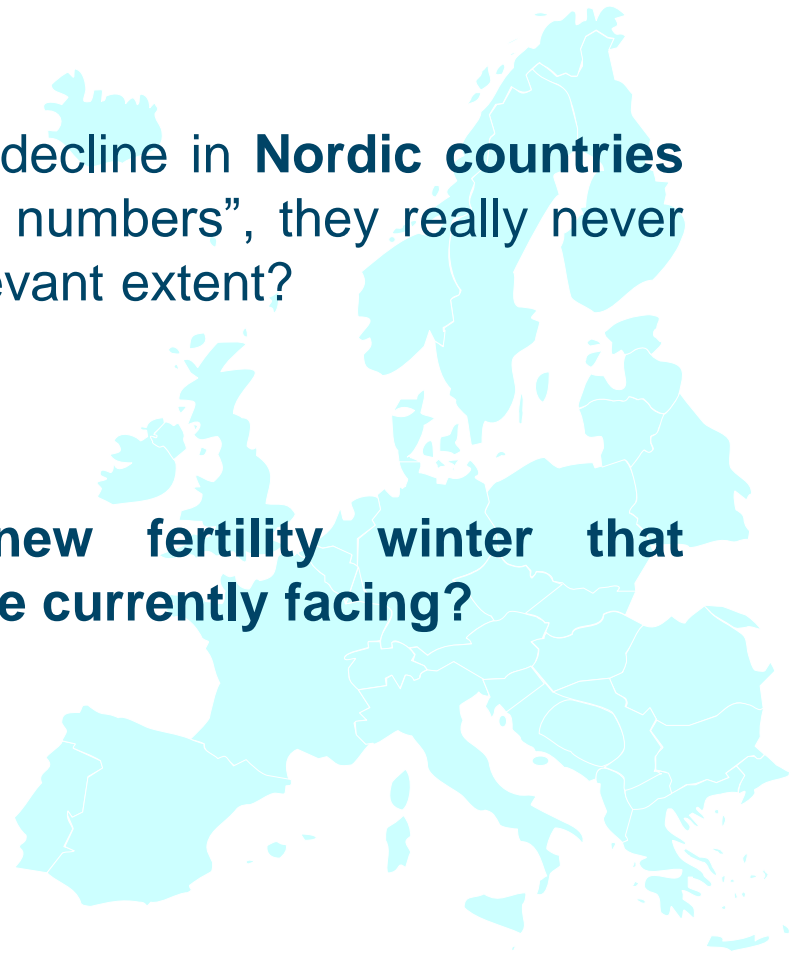 decline in Nordic countries
numbers”, they really never
evant extent?
new fertility winter that
e currently facing?